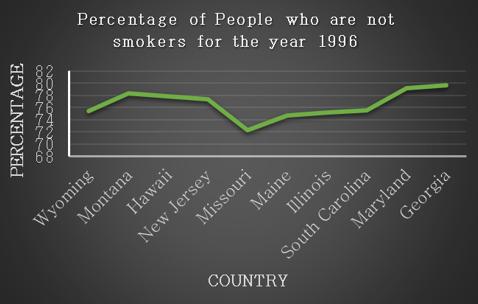 Percentage of People who are not
smokers for the year 1996
PERCENTAGE
82
80
78
76
74
72
70
68
Wyoming
Montana
Hawaii
New Jersey
Missouri
Maine
Illinois
South Carolina
Maryland
Georgia
COUNTRY